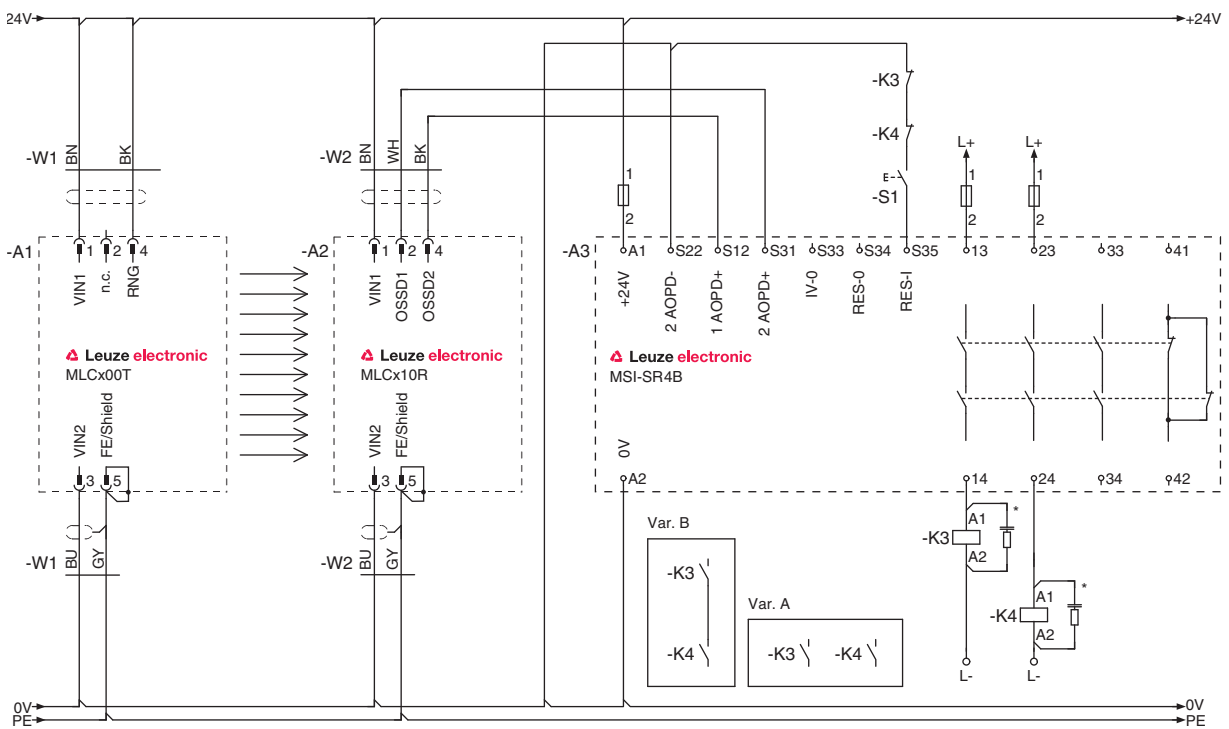 24V
+24V
-K3
-K4
L+
L+
-W1
BN
BK
-W2
BN
WH
BK
E--
-S1
1
2
1
2
1
2
-A1
1
2
4
-A2
1
2
4
-A3
A1
S22
S12
S31
S33
S34
S35
13
23
33
41
VIN1
n.c.
RNG
VIN1
OSSD1
OSSD2
+24V
2 AOPD-
1 AOPD+
2 AOPD+
IV-0
RES-0
RES-I
Leuze electronic
MLCx00T
Leuze electronic
MLCx10R
Leuze electronic
MSI-SR4B
VIN2
FE/Shield
VIN2
FE/Shield
0V
3
5
3
5
A2
14
24
34
42
-W1
BU
GY
-W2
BU
GY
Var. B
-K3
-K4
Var. A
-K3
-K4
-K3
A1
A2
*
-K4
A1
A2
*
L-
L-
0V
0V
PE
PE